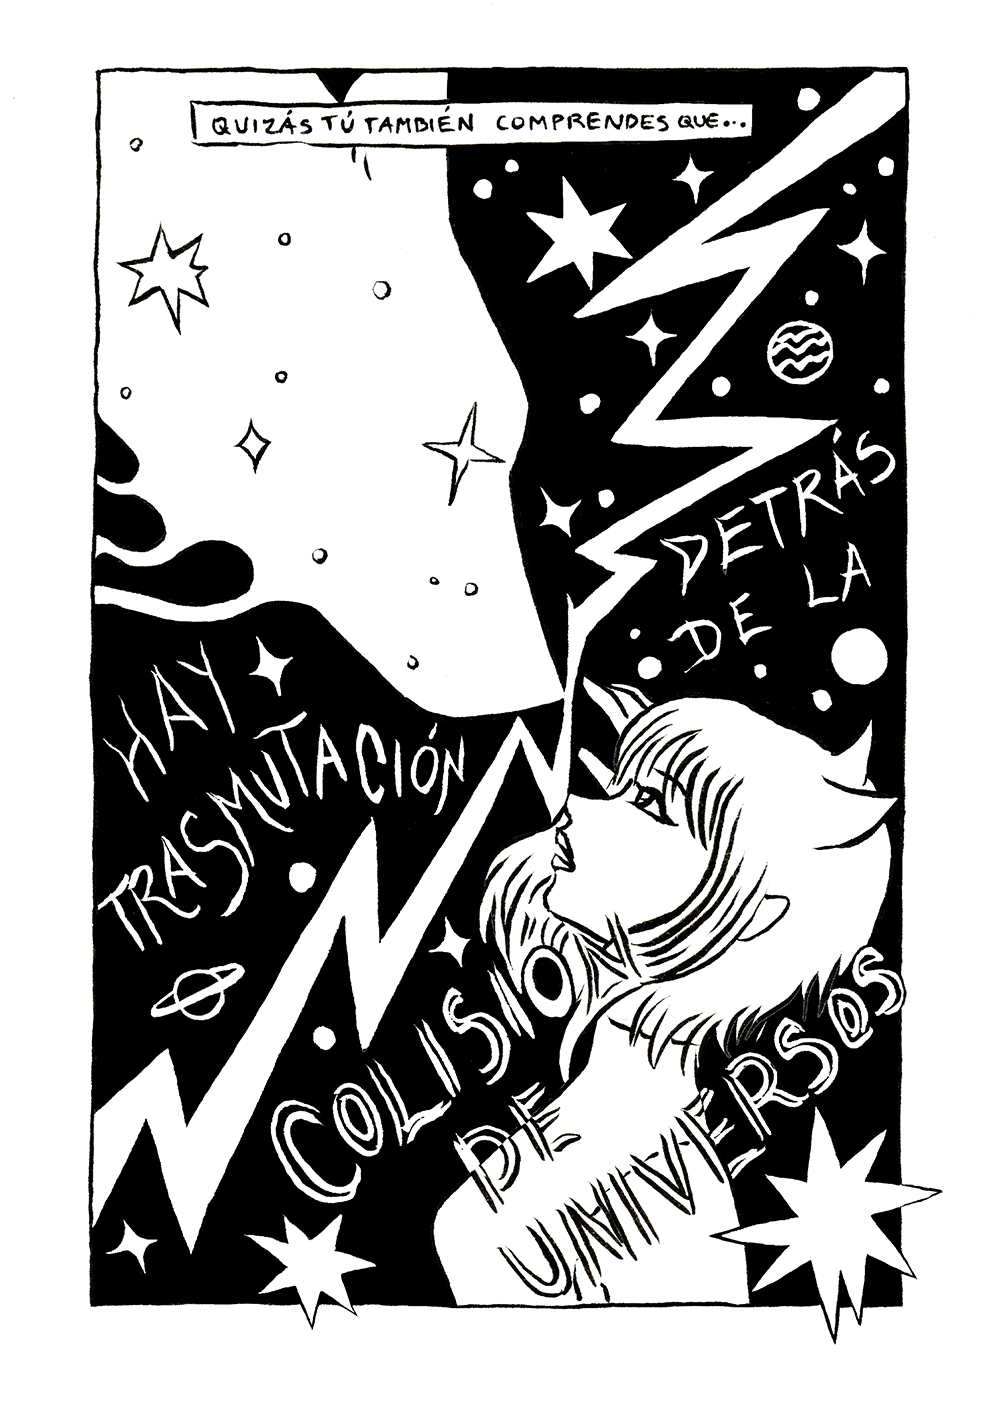 QUIZÁS TÚ TAMBIÉN COMPRENDES QUE...
DETRÁS
DE LA
COLISIÓN
DE
UNIVERSOS
HAY
TRASMUTACIÓN